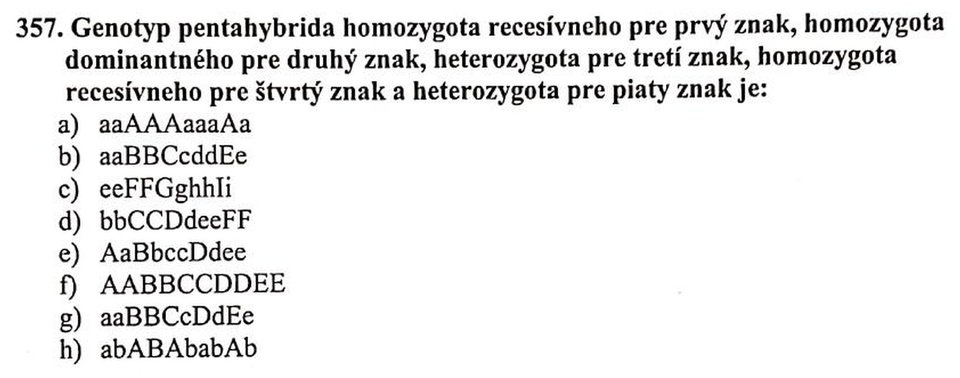 357. Genotyp pentahybrida homozygota recesívneho pre prvý znak, homozygota
dominantného pre druhý znak, heterozygota pre tretí znak, homozygota
recesívneho pre štvrtý znak a heterozygota pre piaty znak je:
a) aaAAAaaaAa
b) aaBBCcddEe
c) eeFFGghhIi
d) bbCCDdeeFF
e) AaBbccDdee
f) AABBCCDDEE
g) aaBBCcDdEe
h) abABAbabAb